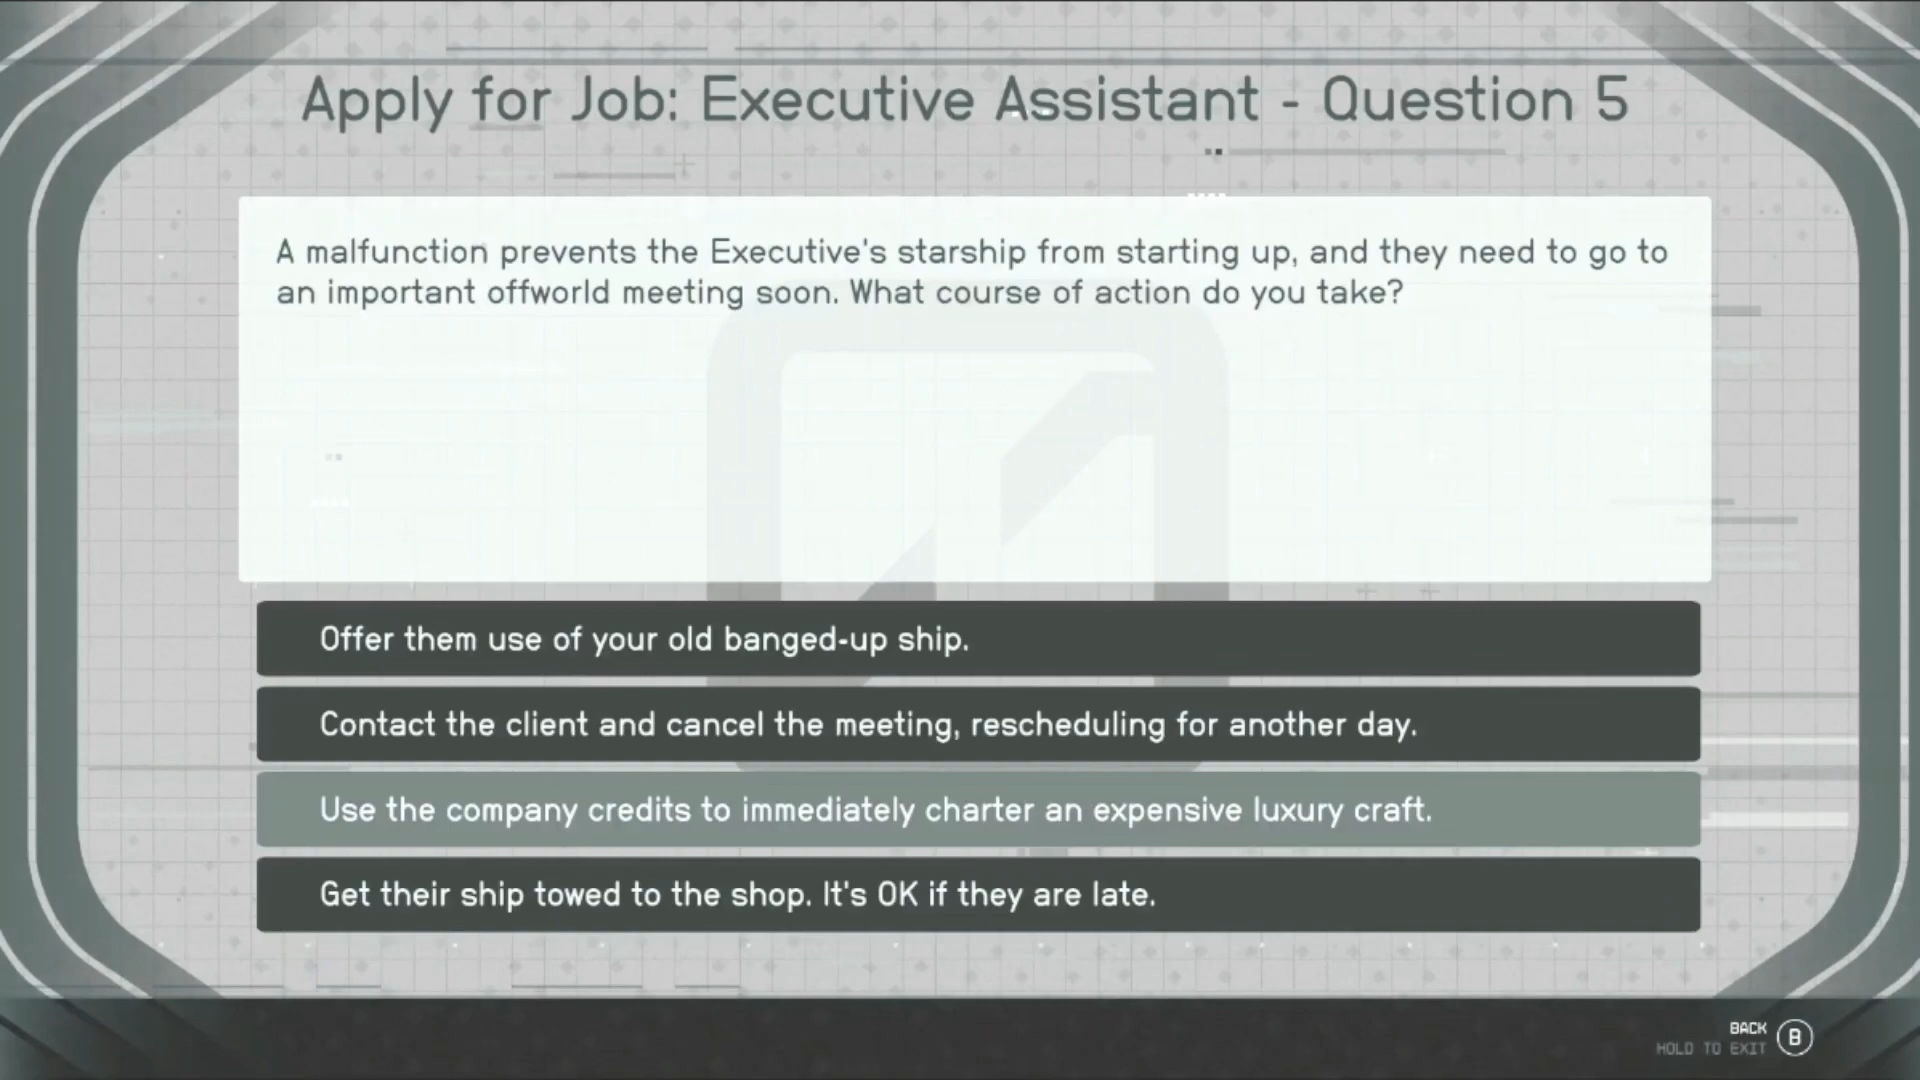 Apply for Job: Executive Assistant - Question 5
A malfunction prevents the Executive's starship from starting up, and they need to go to
an important offworld meeting soon. What course of action do you take?
Offer them use of your old banged-up ship.
Contact the client and cancel the meeting, rescheduling for another day.
Use the company credits to immediately charter an expensive luxury craft.
Get their ship towed to the shop. It's OK if they are late.
BACK
HOLD TO EXIT
B